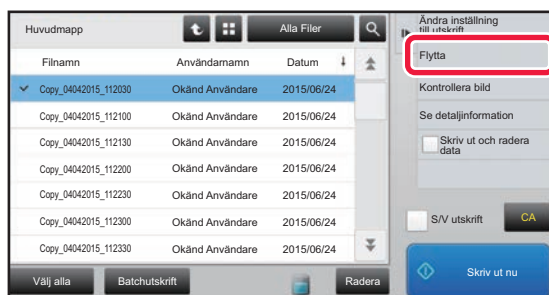 Huvudmapp
Alla Filer
Filnamn Användarnamn Datum
Copy_04042015_112030 Okänd Användare 2015/06/24
Copy_04042015_112100 Okänd Användare 2015/06/24
Copy_04042015_112130 Okänd Användare 2015/06/24
Copy_04042015_112200 Okänd Användare 2015/06/24
Copy_04042015_112230 Okänd Användare 2015/06/24
Copy_04042015_112300 Okänd Användare 2015/06/24
Copy_04042015_112330 Okänd Användare 2015/06/24
Välj alla
Batchutskrift
Radera
Ändra inställning
till utskrift
Flytta
Kontrollera bild
Se detaljinformation
Skriv ut och radera
data
S/V utskrift
CA
Skriv ut nu